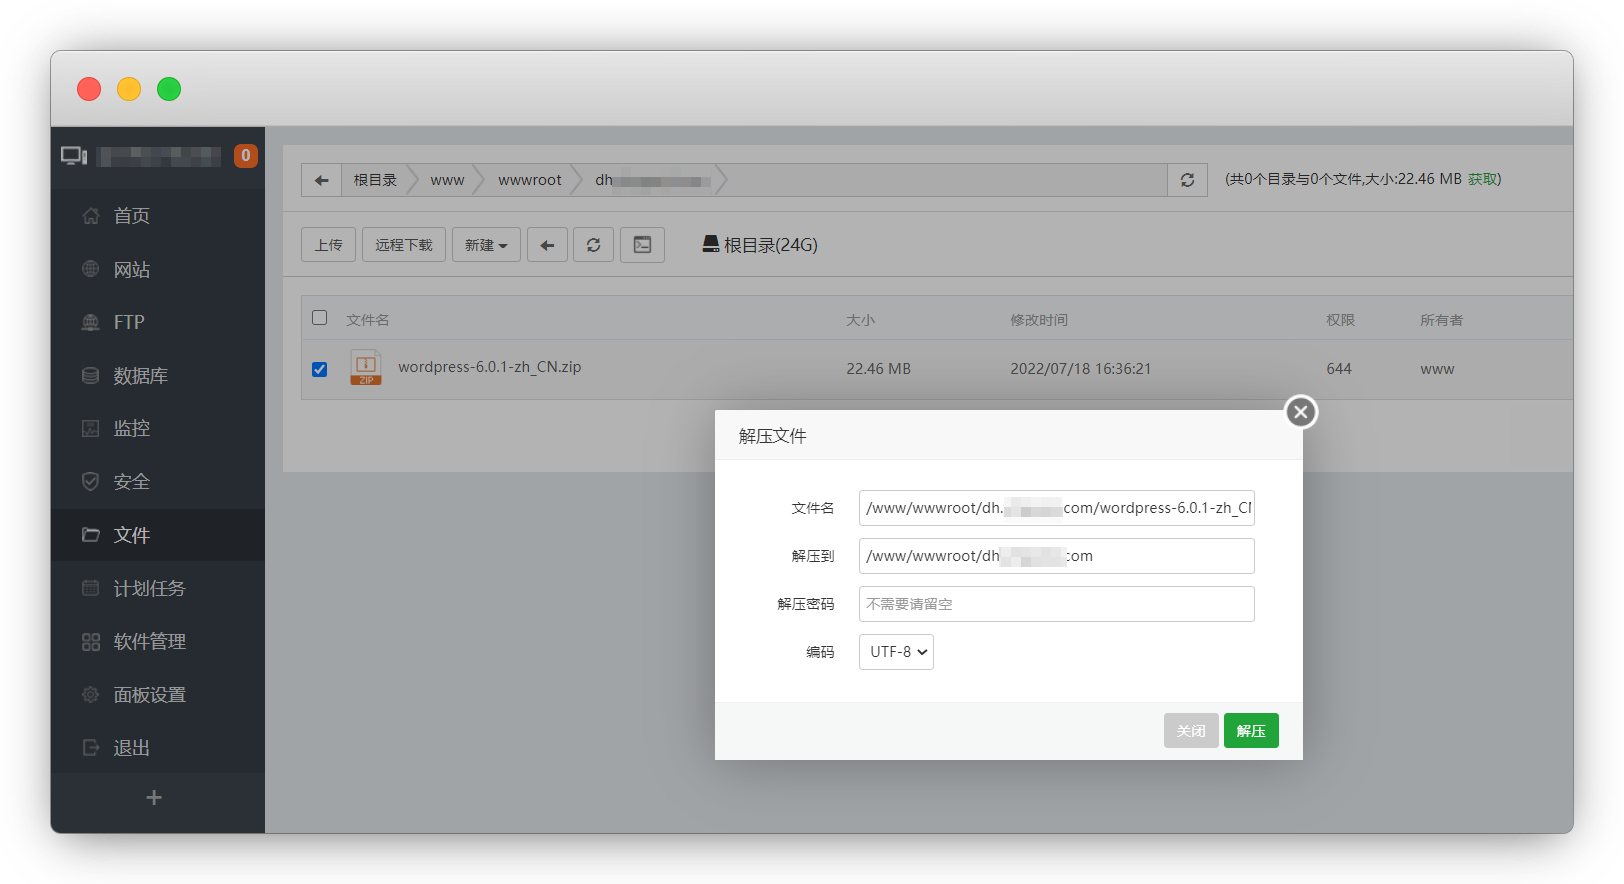 0
首页
网站
FTP
数据库
监控
安全
文件
计划任务
软件管理
面板设置
退出
根目录 www wwwroot dh
(共0个目录与0个文件,大小:22.46 MB 获取)
上传 远程下载 新建 根目录(24G)
文件名 大小 修改时间 权限 所有者
ZIP wordpress-6.0.1-zh_CN.zip 22.46 MB 2022/07/18 16:36:21 644 www
解压文件
文件名 /www/wwwroot/dh. com/wordpress-6.0.1-zh_CN
解压到 /www/wwwroot/dh com
解压密码 不需要请留空
编码 UTF-8
关闭 解压